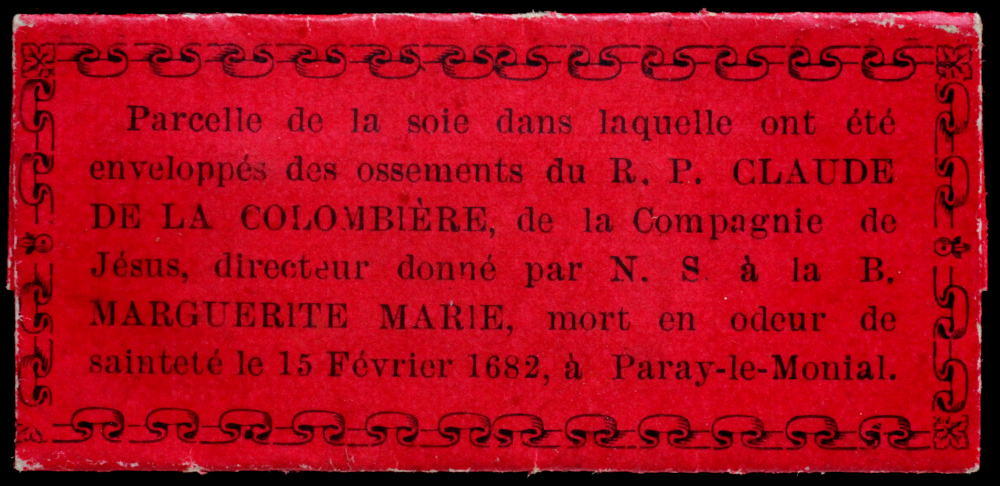 Parcelle de la soie dans laquelle ont été
enveloppés des ossements du R. P. CLAUDE
DE LA COLOMBIÈRE, de la Compagnie de
Jésus, directeur donné par N. S. à la B.
MARGUERITE MARIE, mort en odeur de
sainteté le 15 Février 1682, à Paray-le-Monial.